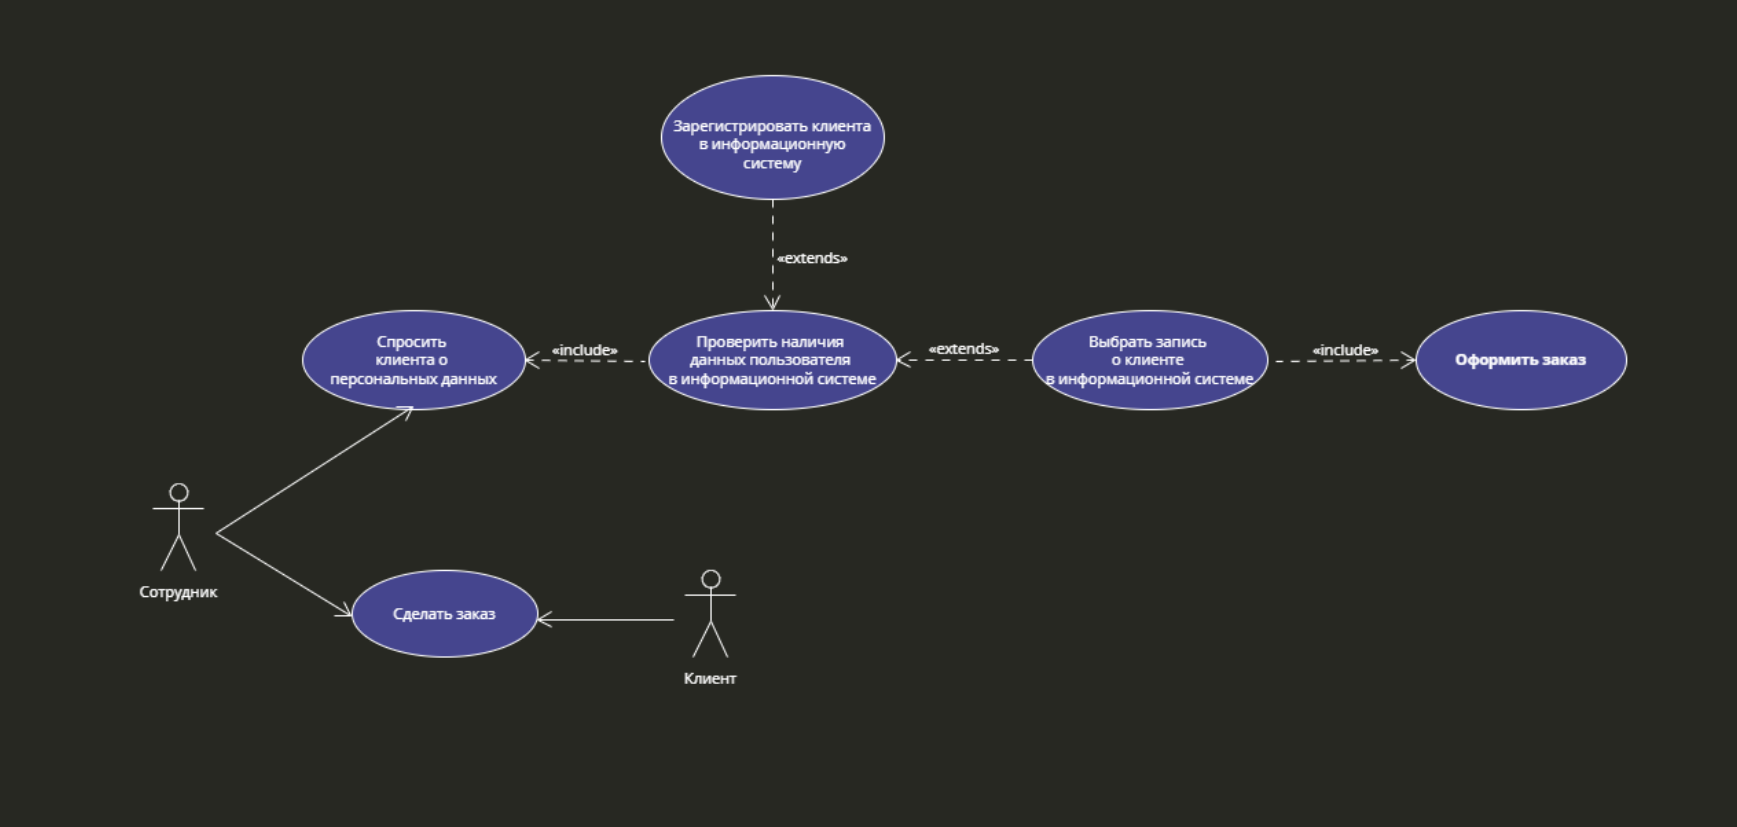 Зарегистрировать клиента
в информационную
систему
«extends»
Спросить
клиента о
персональных данных
«include»
Проверить наличия
данных пользователя
в информационной системе
«extends»
Выбрать запись
о клиенте
в информационной системе
«include»
Оформить заказ
Сотрудник
Сделать заказ
Клиент